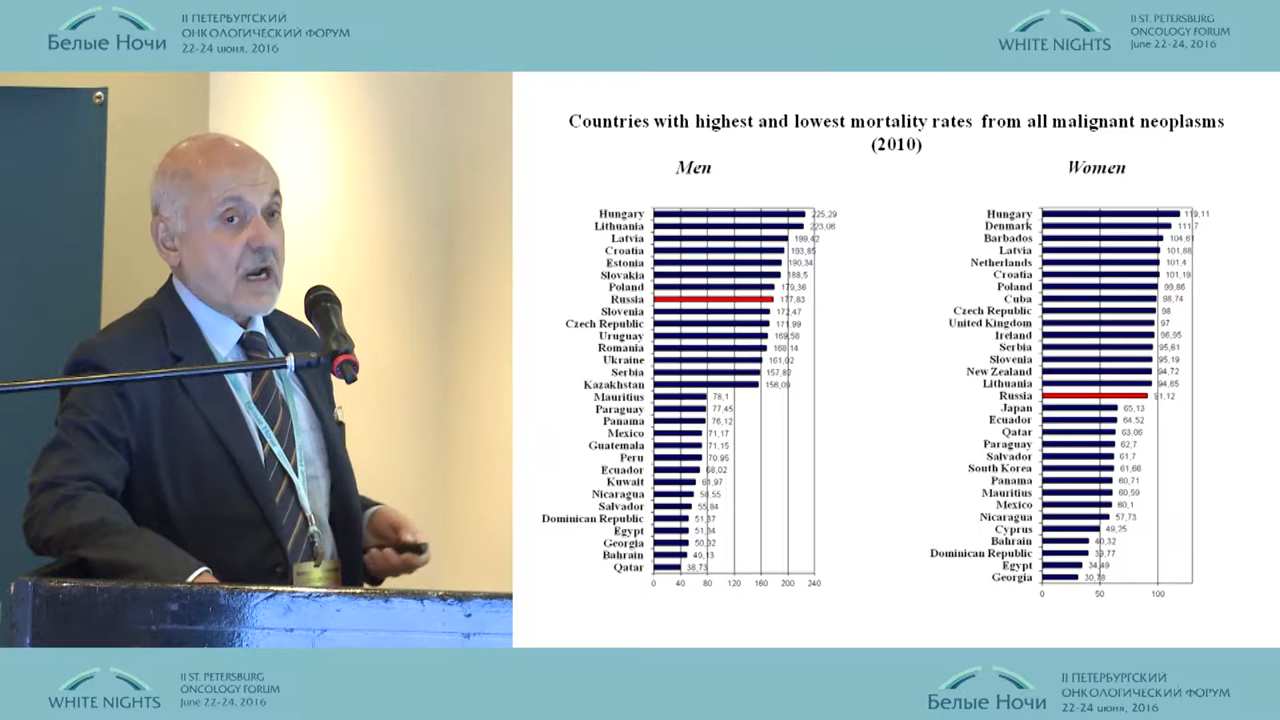 II ПЕТЕРБУРГСКИЙ
ОНКОЛОГИЧЕСКИЙ ФОРУМ
Белые Ночи
22-24 июня, 2016
II ST. PETERSBURG
ONCOLOGY FORUM
WHITE NIGHTS
June 22-24, 2016
Countries with highest and lowest mortality rates from all malignant neoplasms
(2010)
Men
Hungary 225,29
Lithuania 223,06
Latvia 199,42
Croatia 193,85
Estonia 190,34
Slovakia 188,5
Poland 179,36
Russia 177,83
Slovenia 172,47
Czech Republic 171,99
Uruguay 169,58
Romania 168,14
Ukraine 161,02
Serbia 157,82
Kazakhstan 156,09
Mauritius 78,1
Paraguay 77,45
Panama 76,12
Mexico 71,17
Guatemala 71,15
Peru 70,95
Ecuador 68,02
Kuwait 61,97
Nicaragua 58,55
Salvador 55,84
Dominican Republic 51,87
Egypt 51,34
Georgia 50,92
Bahrain 49,13
Qatar 38,73
0 40 80 120 160 200 240
Women
Hungary 119,11
Denmark 111,7
Barbados 104,61
Latvia 101,88
Netherlands 101,4
Croatia 101,19
Poland 99,86
Cuba 98,74
Czech Republic 98
United Kingdom 97
Ireland 96,95
Serbia 95,61
Slovenia 95,19
New Zealand 94,72
Lithuania 94,65
Russia 91,12
Japan 65,13
Ecuador 64,52
Qatar 63,06
Paraguay 62,7
Salvador 61,7
South Korea 61,66
Panama 60,71
Mauritius 60,59
Mexico 60,1
Nicaragua 57,73
Cyprus 49,25
Bahrain 40,32
Dominican Republic 39,77
Egypt 34,49
Georgia 30,78
0 50 100
II ST. PETERSBURG
ONCOLOGY FORUM
WHITE NIGHTS
June 22-24, 2016
II ПЕТЕРБУРГСКИЙ
ОНКОЛОГИЧЕСКИЙ ФОРУМ
Белые Ночи
22-24 июня, 2016